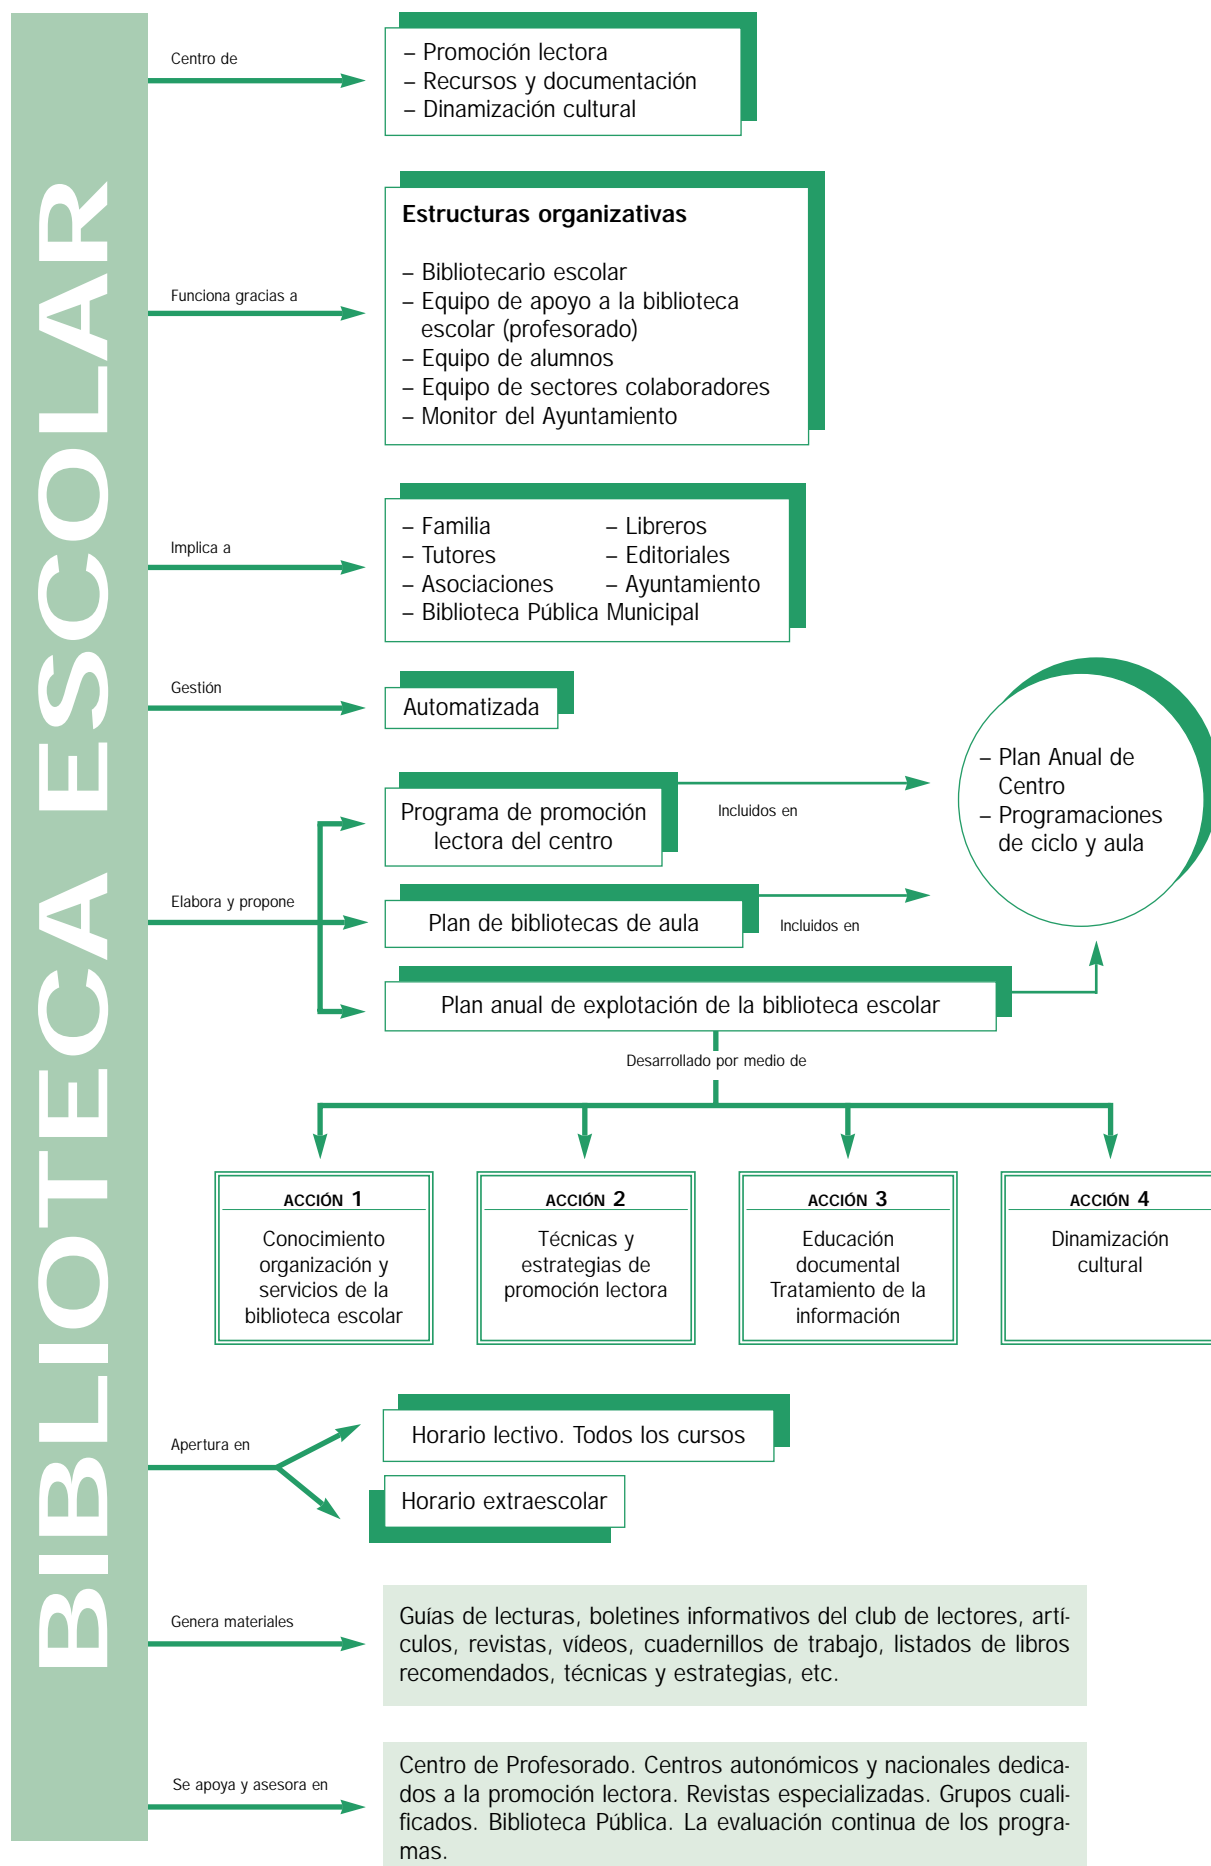 BIBLIOTECA ESCOLAR
Centro de
– Promoción lectora
– Recursos y documentación
– Dinamización cultural
Funciona gracias a
Estructuras organizativas
– Bibliotecario escolar
– Equipo de apoyo a la biblioteca
escolar (profesorado)
– Equipo de alumnos
– Equipo de sectores colaboradores
– Monitor del Ayuntamiento
Implica a
– Familia – Libreros
– Tutores – Editoriales
– Asociaciones – Ayuntamiento
– Biblioteca Pública Municipal
Gestión
Automatizada
Elabora y propone
Programa de promoción
lectora del centro
Incluidos en
– Plan Anual de
Centro
– Programaciones
de ciclo y aula
Plan de bibliotecas de aula
Incluidos en
Plan anual de explotación de la biblioteca escolar
Desarrollado por medio de
ACCIÓN 1
Conocimiento
organización y
servicios de la
biblioteca escolar
ACCIÓN 2
Técnicas y
estrategias de
promoción lectora
ACCIÓN 3
Educación
documental
Tratamiento de la
información
ACCIÓN 4
Dinamización
cultural
Apertura en
Horario lectivo. Todos los cursos
Horario extraescolar
Genera materiales
Guías de lecturas, boletines informativos del club de lectores, artí-
culos, revistas, vídeos, cuadernillos de trabajo, listados de libros
recomendados, técnicas y estrategias, etc.
Se apoya y asesora en
Centro de Profesorado. Centros autonómicos y nacionales dedica-
dos a la promoción lectora. Revistas especializadas. Grupos cuali-
ficados. Biblioteca Pública. La evaluación continua de los progra-
mas.